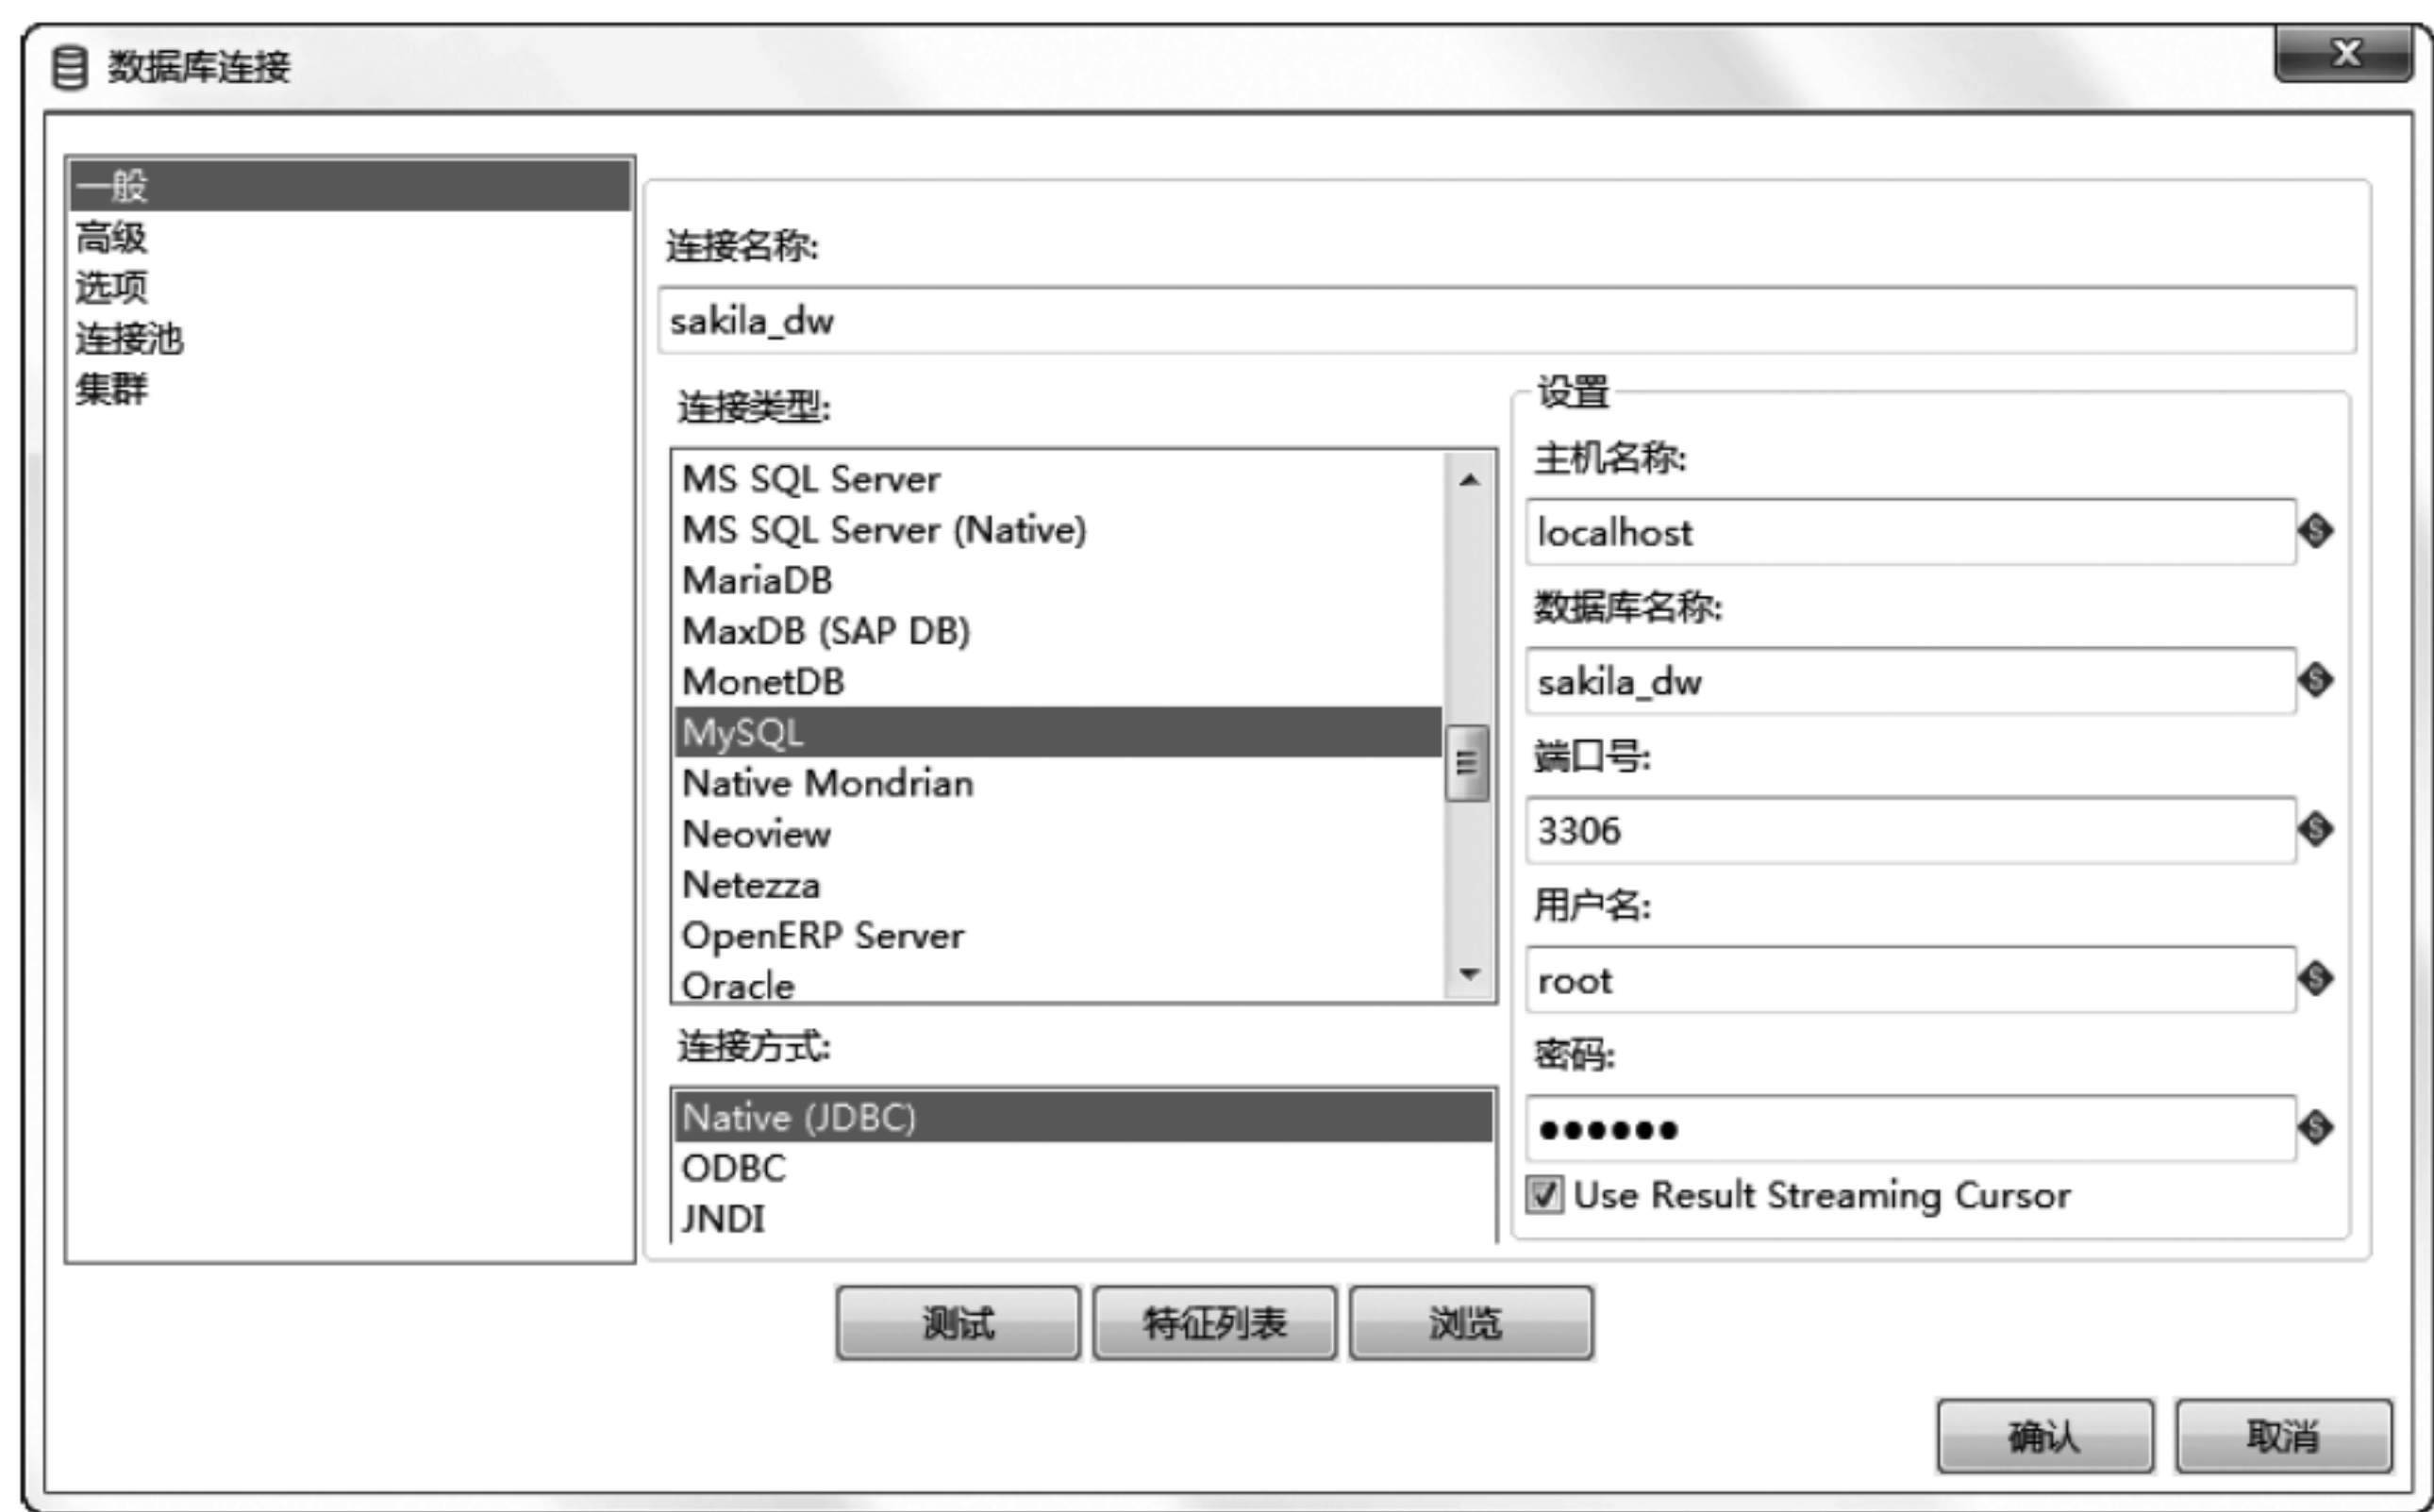 数据库连接
一般
高级
选项
连接池
集群
连接名称:
sakila_dw
连接类型:
MS SQL Server
MS SQL Server (Native)
MariaDB
MaxDB (SAP DB)
MonetDB
MySQL
Native Mondrian
Neoview
Netezza
OpenERP Server
Oracle
连接方式:
Native (JDBC)
ODBC
JNDI
设置
主机名称:
localhost
数据库名称:
sakila_dw
端口号:
3306
用户名:
root
密码:
●●●●●●
Use Result Streaming Cursor
测试 特征列表 浏览
确认 取消